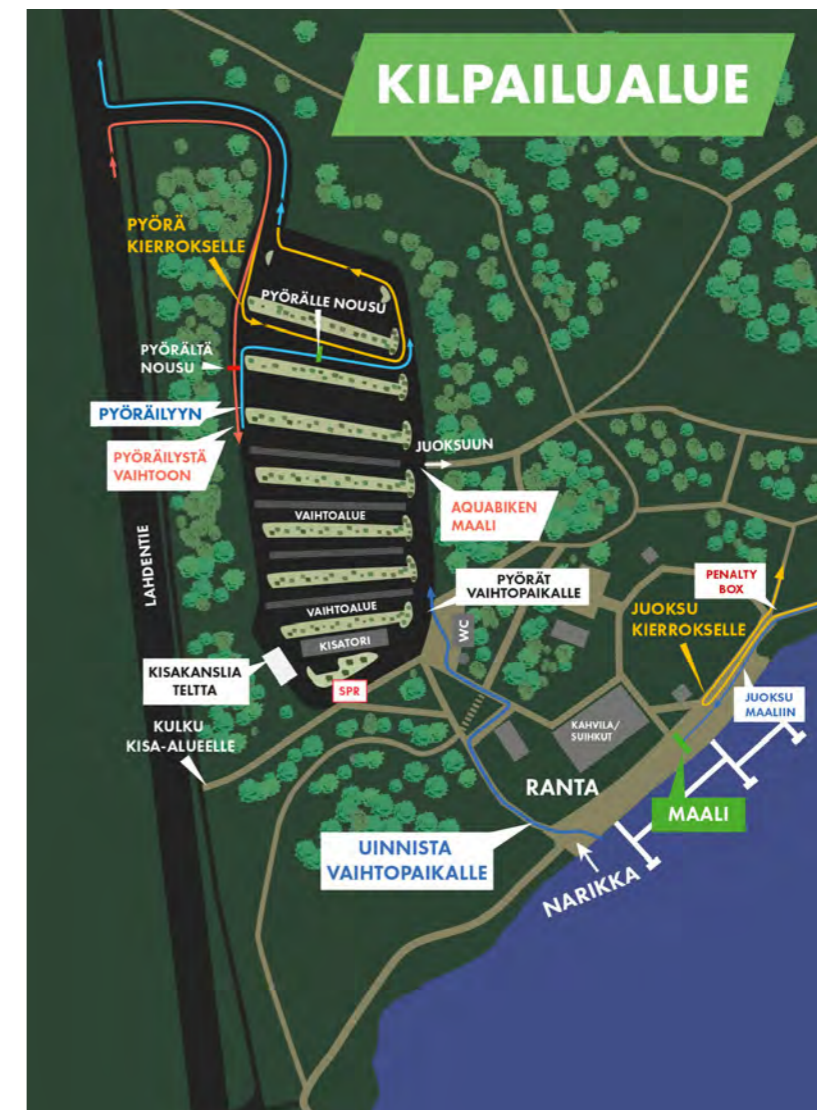 KILPAILUALUE
PYÖRÄ
KIERROKSELLE
PYÖRÄLLE NOUSU
PYÖRÄLTÄ
NOUSU
PYÖRÄILYYN
PYÖRÄILYSTÄ
VAIHTOON
JUOKSUUN
AQUABIKEN
MAALI
VAIHTOALUE
LAHDENTIE
PYÖRÄT
VAIHTOPAIKALLE
PENALTY
BOX
VAIHTOALUE
JUOKSU
KIERROKSELLE
WC
KISATORI
KISAKANSLIA
TELTTA
SPR
JUOKSU
MAALIIN
KULKU
KISA-ALUEELLE
KAHVILA/
SUIHKUT
RANTA
MAALI
UINNISTA
VAIHTOPAIKALLE
NARIKKA